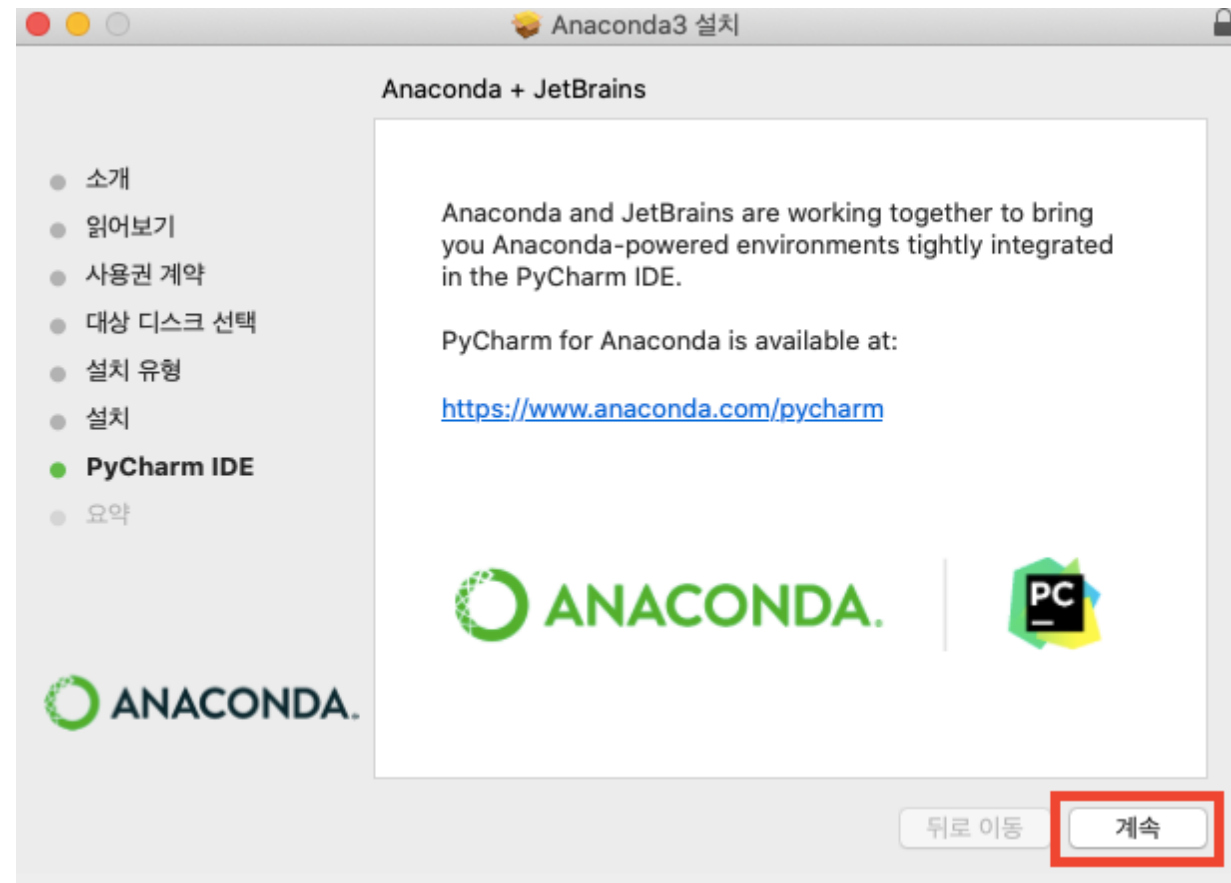 Anaconda3 설치
Anaconda + JetBrains
소개
읽어보기
사용권 계약
대상 디스크 선택
설치 유형
설치
PyCharm IDE
요약
Anaconda and JetBrains are working together to bring
you Anaconda-powered environments tightly integrated
in the PyCharm IDE.
PyCharm for Anaconda is available at:
https://www.anaconda.com/pycharm
ANACONDA.
PC
ANACONDA.
뒤로 이동
계속